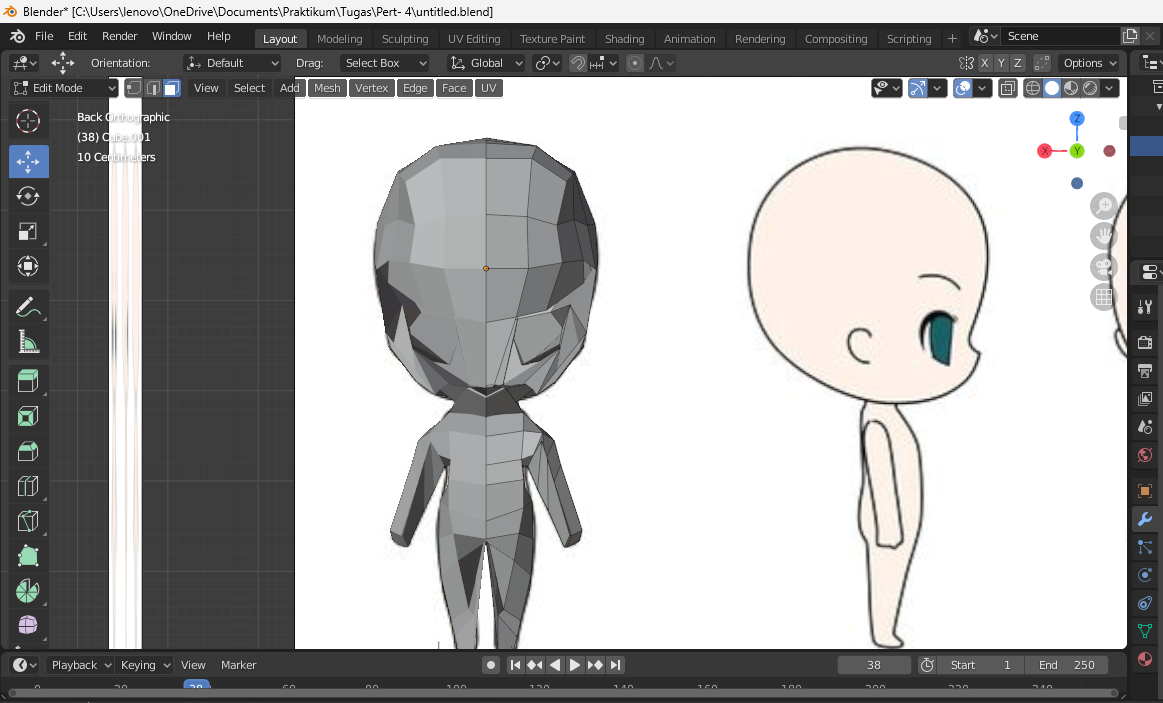 Blender* [C:\Users\lenovo\OneDrive\Documents\Praktikum\Tugas\Pert- 4\untitled.blend]
File Edit Render Window Help Layout Modeling Sculpting UV Editing Texture Paint Shading Animation Rendering Compositing Scripting + Scene
Orientation: Default Drag: Select Box Global X Y Z Options
Edit Mode View Select Add Mesh Vertex Edge Face UV
Back Orthographic
(38) Cube.001
10 Centimeters
Z
X Y
Playback Keying View Marker 38 Start 1 End 250
0 20 38 60 80 100 120 140 160 180 200 220 240